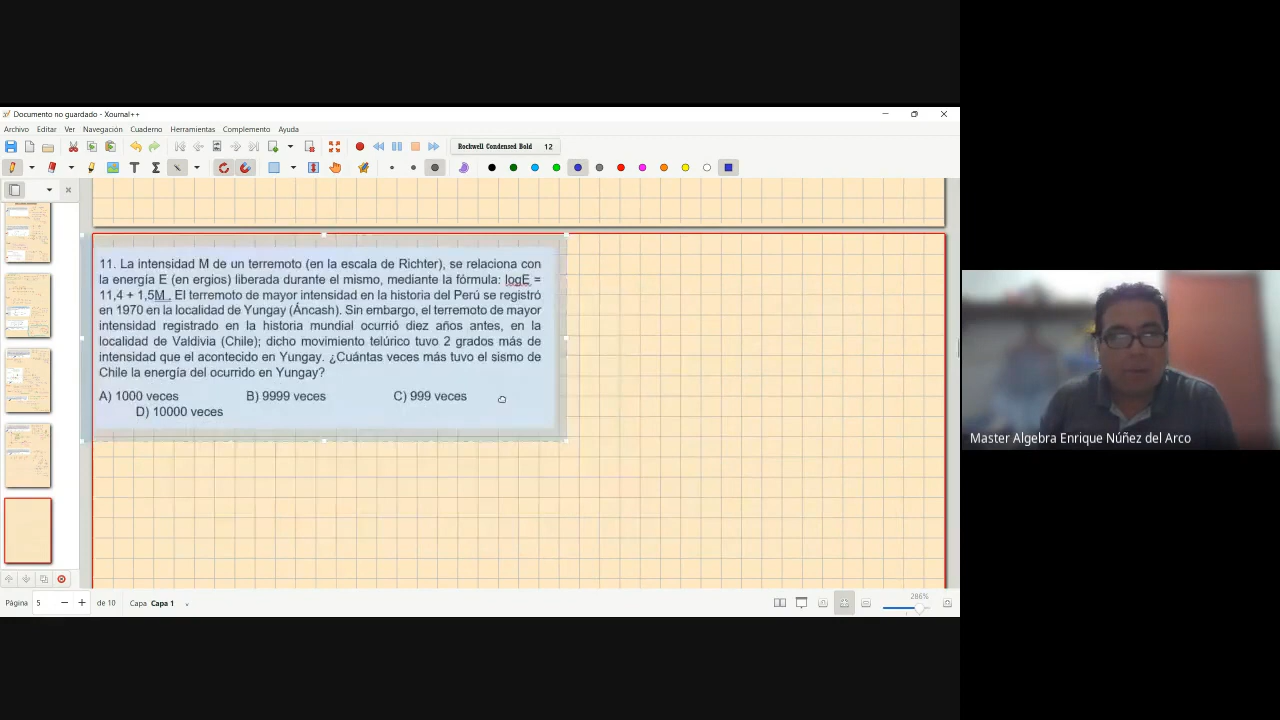 Documento no guardado - Xournal++
Archivo Editar Ver Navegación Cuaderno Herramientas Complemento Ayuda
Rockwell Condensed Bold 12
11. La intensidad M de un terremoto (en la escala de Richter), se relaciona con
la energía E (en ergios) liberada durante el mismo, mediante la fórmula: logE =
11,4 + 1,5M . El terremoto de mayor intensidad en la historia del Perú se registró
en 1970 en la localidad de Yungay (Áncash). Sin embargo, el terremoto de mayor
intensidad registrado en la historia mundial ocurrió diez años antes, en la
localidad de Valdivia (Chile); dicho movimiento telúrico tuvo 2 grados más de
intensidad que el acontecido en Yungay. ¿Cuántas veces más tuvo el sismo de
Chile la energía del ocurrido en Yungay?
A) 1000 veces B) 9999 veces C) 999 veces
D) 10000 veces
Master Algebra Enrique Núñez del Arco
Página 5 de 10 Capa Capa 1 286%